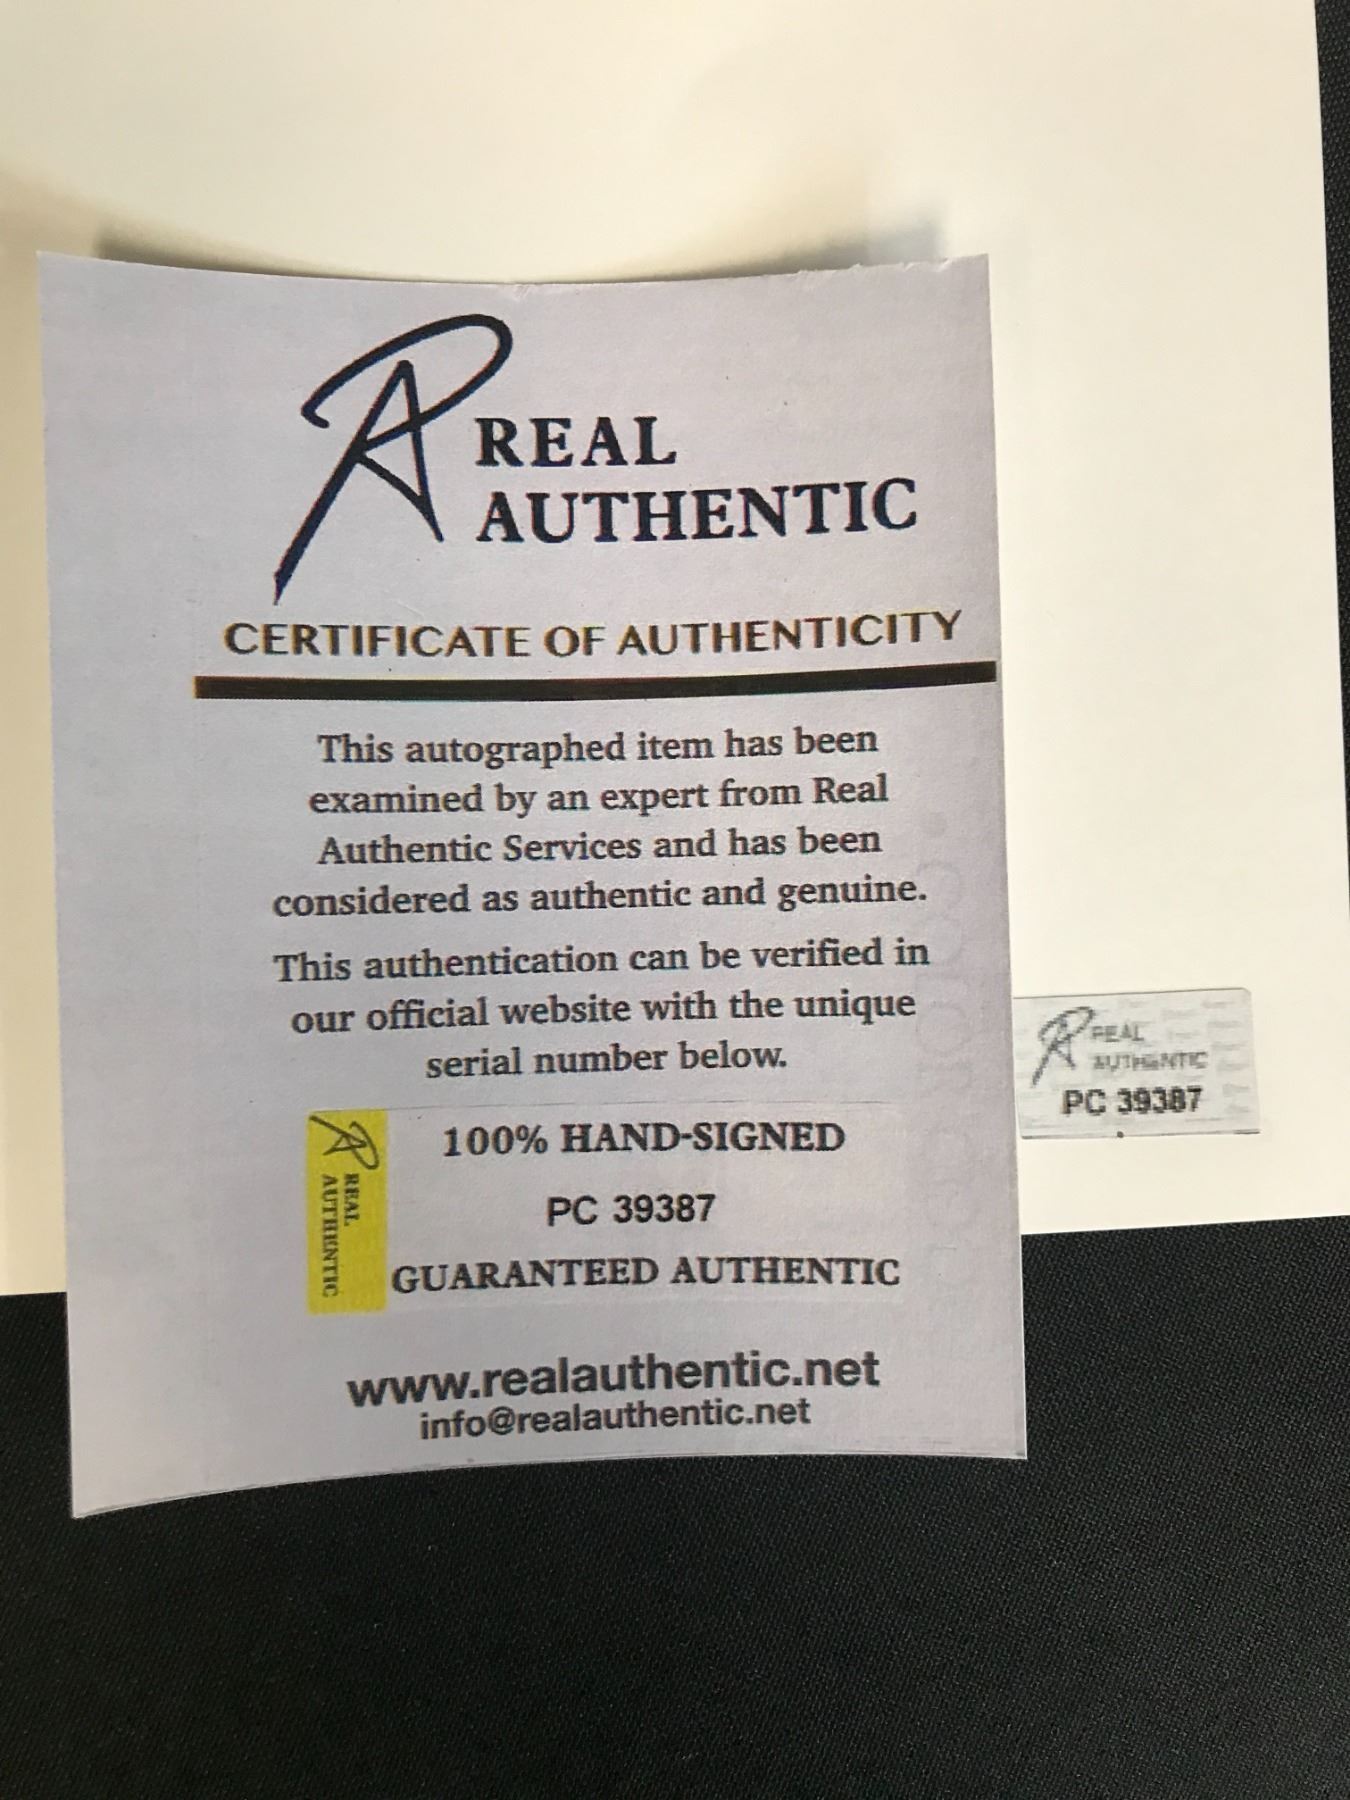 REAL
AUTHENTIC
CERTIFICATE OF AUTHENTICITY
This autographed item has been
examined by an expert from Real
Authentic Services and has been
considered as authentic and genuine.
This authentication can be verified in
our official website with the unique
serial number below.
REAL
AUTHENTIC
100% HAND-SIGNED
PC 39387
GUARANTEED AUTHENTIC
www.realauthentic.net
info@realauthentic.net
REAL
AUTHENTIC
PC 39387